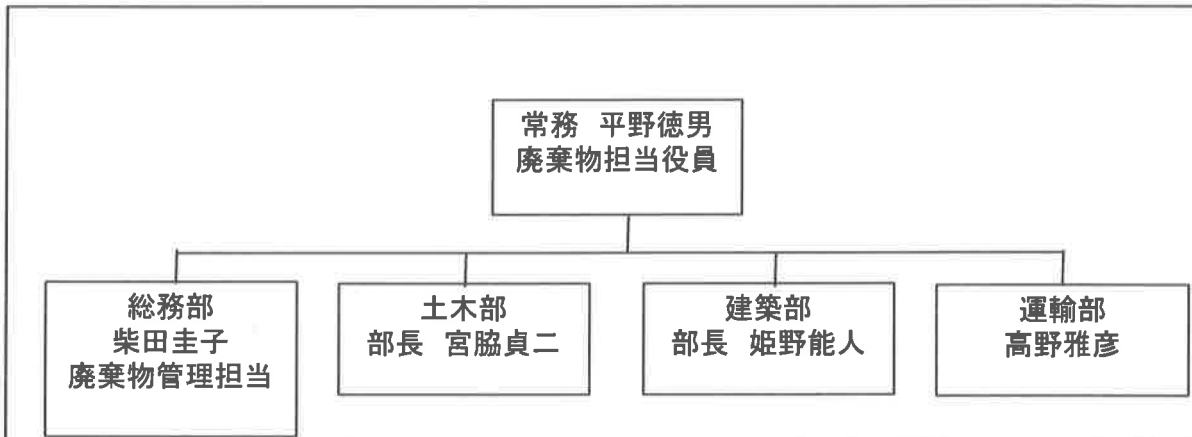 常務 平野徳男
廃棄物担当役員
総務部
柴田圭子
廃棄物管理担当
土木部
部長 宮脇貞二
建築部
部長 姫野能人
運輸部
高野雅彦